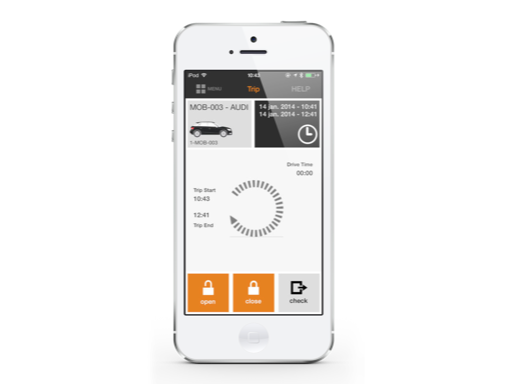 iPod 10:43
MENU Trip HELP
MOB-003 - AUDI
14 jan. 2014 - 10:41
14 jan. 2014 - 12:41
1-MOB-003
Drive Time
00:00
Trip Start
10:43
12:41
Trip End
open close check